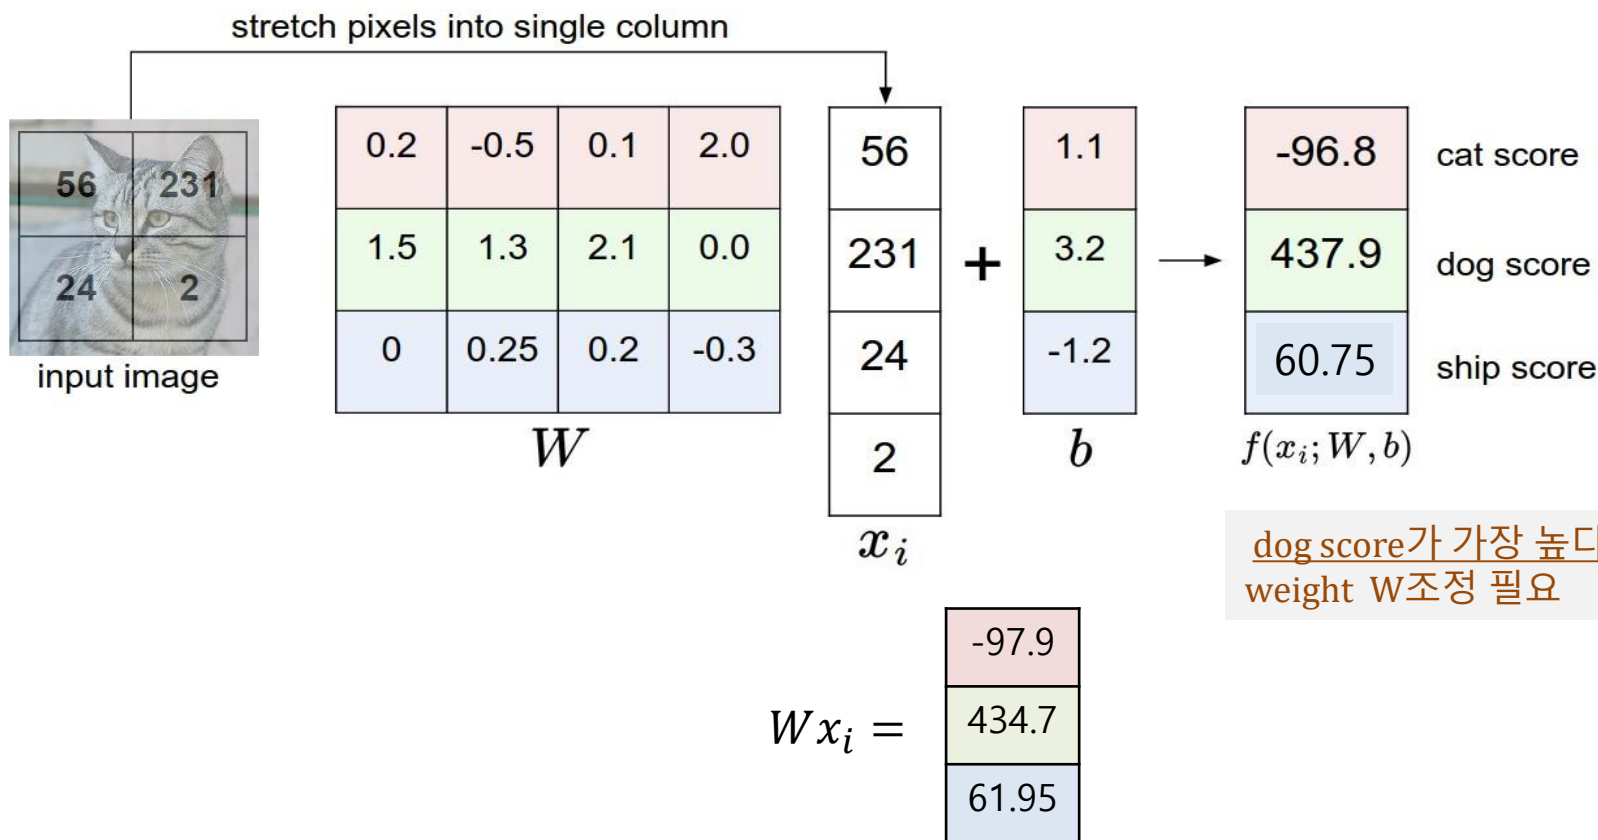 stretch pixels into single column
56 231
24 2
input image
0.2 -0.5 0.1 2.0
1.5 1.3 2.1 0.0
0 0.25 0.2 -0.3
W
56
231
24
2
x_i
+
1.1
3.2
-1.2
b
-96.8 cat score
437.9 dog score
60.75 ship score
f(x_i; W, b)
dog score가 가장 높다
weight W조정 필요
Wx_i =
-97.9
434.7
61.95